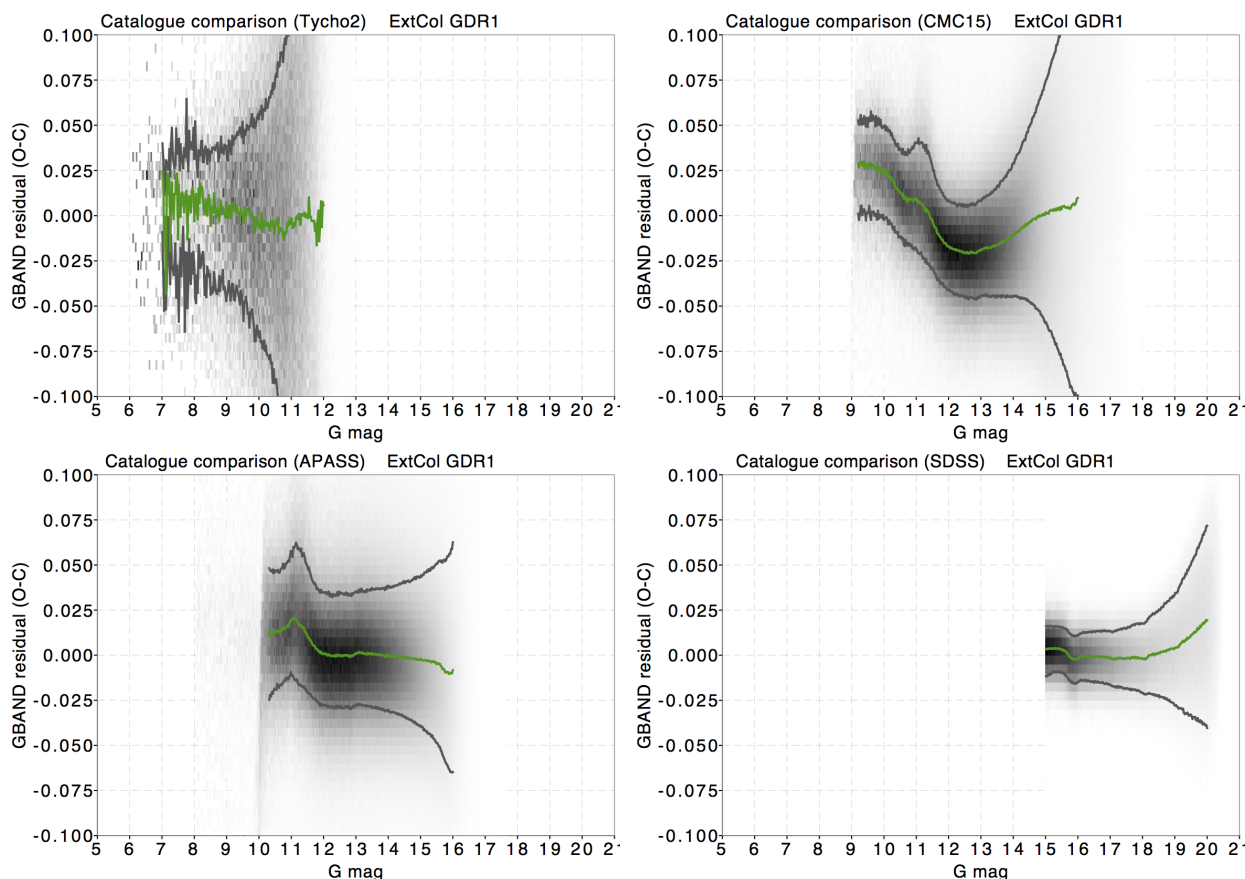 Catalogue comparison (Tycho2) ExtCol GDR1
0.100
0.075
0.050
0.025
0.000
-0.025
-0.050
-0.075
-0.100
GBAND residual (O-C)
5 6 7 8 9 10 11 12 13 14 15 16 17 18 19 20 21
G mag
Catalogue comparison (CMC15) ExtCol GDR1
0.100
0.075
0.050
0.025
0.000
-0.025
-0.050
-0.075
-0.100
GBAND residual (O-C)
5 6 7 8 9 10 11 12 13 14 15 16 17 18 19 20 2
G mag
Catalogue comparison (APASS) ExtCol GDR1
0.100
0.075
0.050
0.025
0.000
-0.025
-0.050
-0.075
-0.100
GBAND residual (O-C)
5 6 7 8 9 10 11 12 13 14 15 16 17 18 19 20 21
G mag
Catalogue comparison (SDSS) ExtCol GDR1
0.100
0.075
0.050
0.025
0.000
-0.025
-0.050
-0.075
-0.100
GBAND residual (O-C)
5 6 7 8 9 10 11 12 13 14 15 16 17 18 19 20 2
G mag